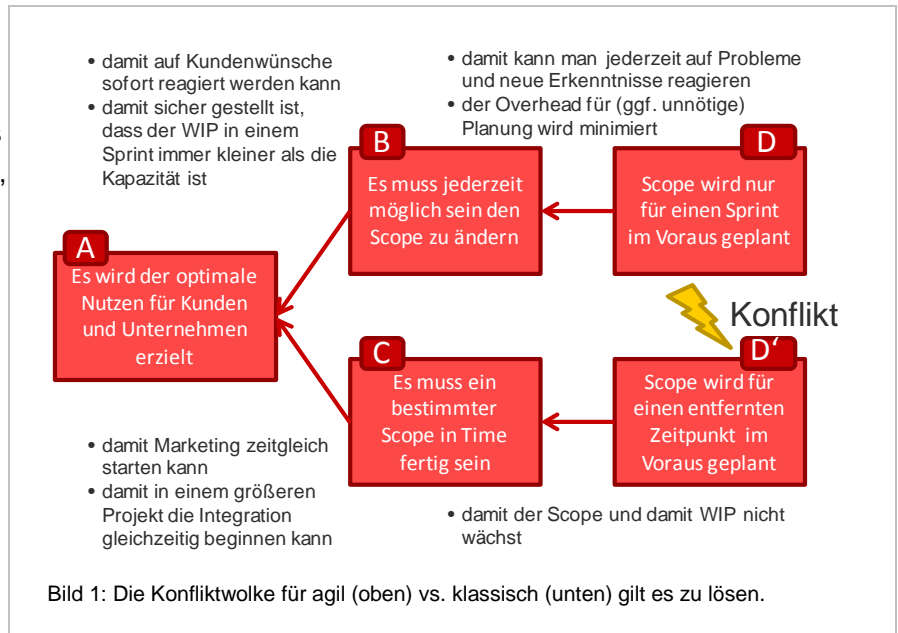 • damit auf Kundenwünsche
sofort reagiert werden kann
• damit sicher gestellt ist,
dass der WIP in einem
Sprint immer kleiner als die
Kapazität ist
• damit kann man jederzeit auf Probleme
und neue Erkenntnisse reagieren
• der Overhead für (ggf. unnötige)
Planung wird minimiert
B
Es muss jederzeit
möglich sein den
Scope zu ändern
D
Scope wird nur
für einen Sprint
im Voraus geplant
A
Es wird der optimale
Nutzen für Kunden
und Unternehmen
erzielt
Konflikt
C
Es muss ein
bestimmter
Scope in Time
fertig sein
D‘
Scope wird für
einen entfernten
Zeitpunkt im
Voraus geplant
• damit Marketing zeitgleich
starten kann
• damit in einem größeren
Projekt die Integration
gleichzeitig beginnen kann
• damit der Scope und damit WIP nicht
wächst
Bild 1: Die Konfliktwolke für agil (oben) vs. klassisch (unten) gilt es zu lösen.